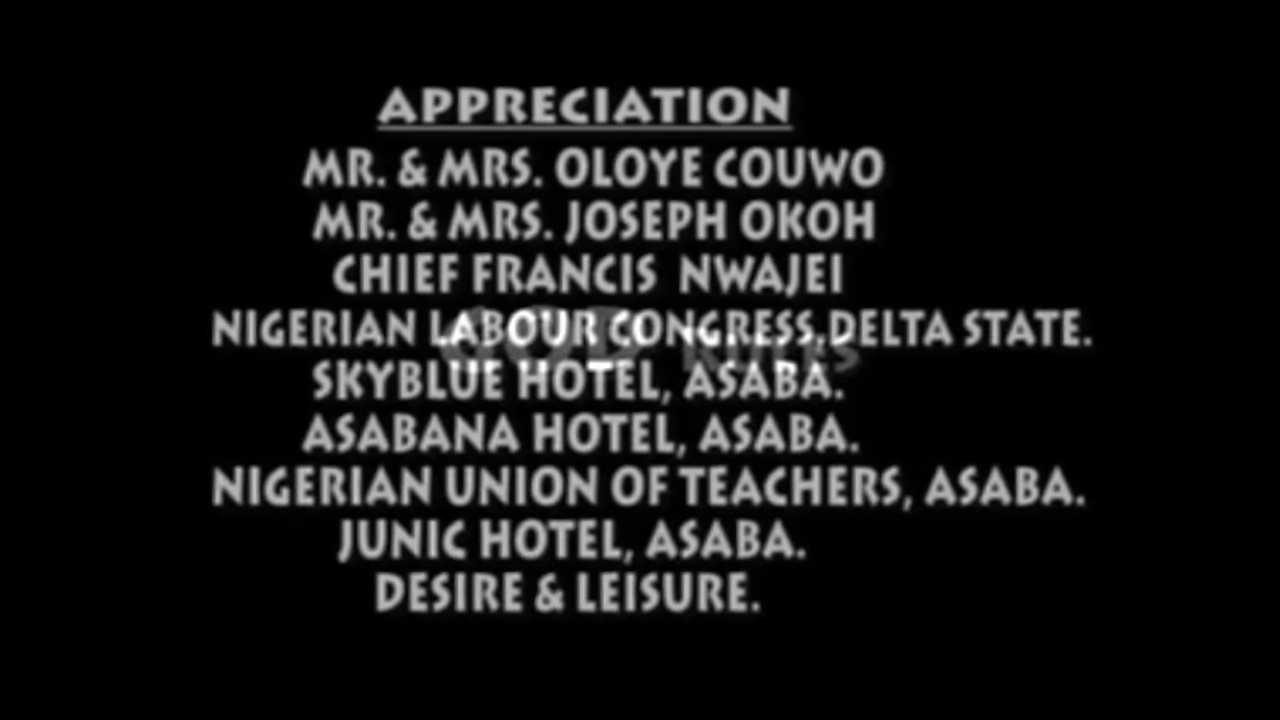 APPRECIATION
MR. & MRS. OLOYE COUWO
MR. & MRS. JOSEPH OKOH
CHIEF FRANCIS NWAJEI
NIGERIAN LABOUR CONGRESS,DELTA STATE.
GOD
SKYBLUE HOTEL, ASABA.
ASABANA HOTEL, ASABA.
NIGERIAN UNION OF TEACHERS, ASABA.
JUNIC HOTEL, ASABA.
DESIRE & LEISURE.